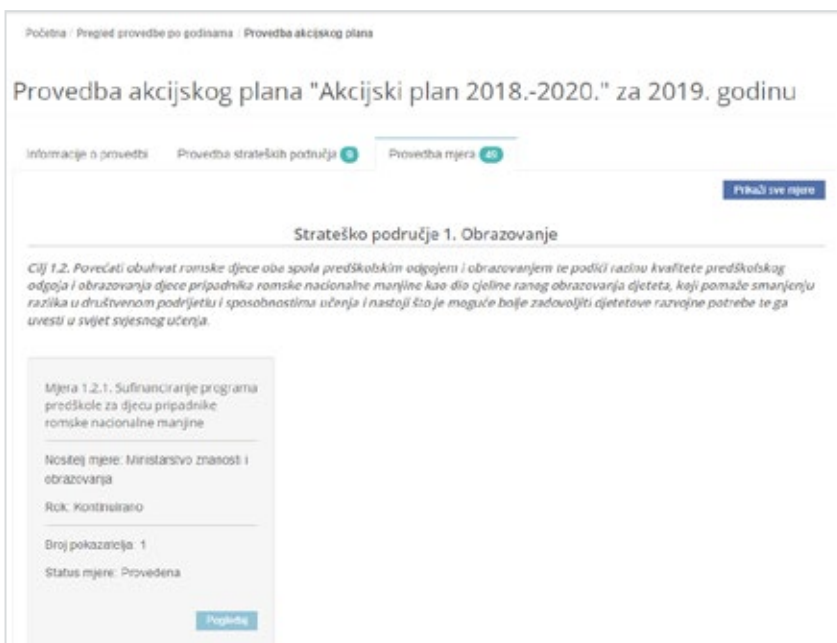 Početna / Pregled provedbe po godinama / Provedba akcijskog plana
Provedba akcijskog plana "Akcijski plan 2018.-2020." za 2019. godinu
Informacije o provedbi Provedba strateških područja 9 Provedba mjera 49
Prikaži sve mjere
Strateško područje 1. Obrazovanje
Cilj 1.2. Povećati obuhvat romske djece oba spola predškolskim odgojem i obrazovanjem te podići razinu kvalitete predškolskog
odgoja i obrazovanja djece pripadnika romske nacionalne manjine kao dio cjeline ranog obrazovanja djeteta, koji pomaže smanjenju
razlika u društvenom podrijetlu i sposobnostima učenja i nastoji što je moguće bolje zadovoljiti djetetove razvojne potrebe te ga
uvesti u svijet svjesnog učenja.
Mjera 1.2.1. Sufinanciranje programa
predškole za djecu pripadnike
romske nacionalne manjine
Nositelj mjere: Ministarstvo znanosti i
obrazovanja
Rok: Kontinuirano
Broj pokazatelja: 1
Status mjere: Provedena
Pogledaj